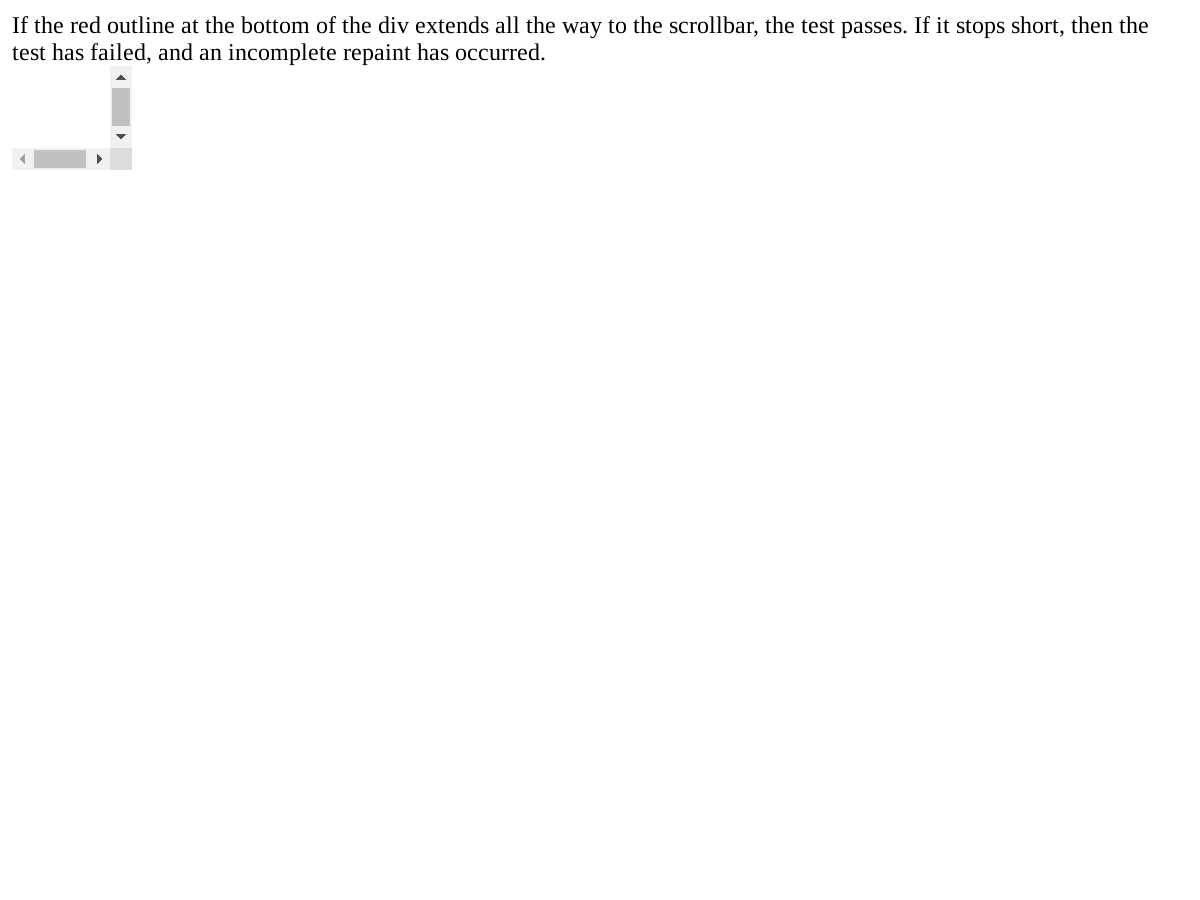 If the red outline at the bottom of the div extends all the way to the scrollbar, the test passes. If it stops short, then the
test has failed, and an incomplete repaint has occurred.